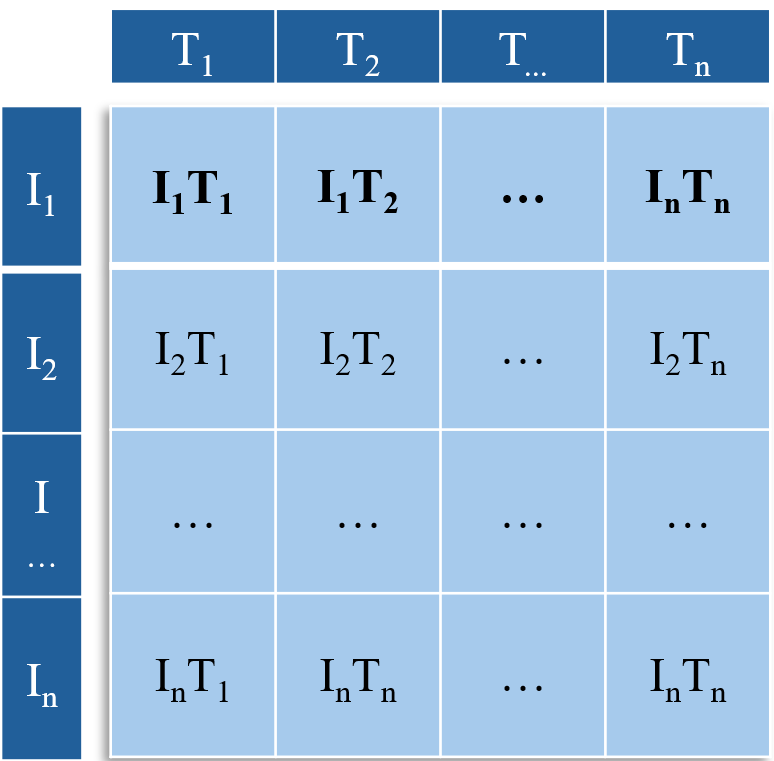 T₁ T₂ T... Tₙ
I₁ I₁T₁ I₁T₂ ... IₙTₙ
I₂ I₂T₁ I₂T₂ ... I₂Tₙ
I ... ... ... ... ...
Iₙ IₙT₁ IₙTₙ ... IₙTₙ